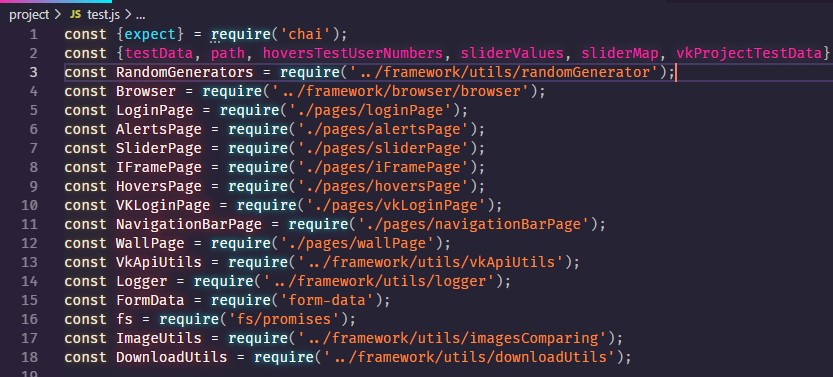 project > JS test.js > ...
1 const {expect} = require('chai');
2 const {testData, path, hoversTestUserNumbers, sliderValues, sliderMap, vkProjectTestData}
3 const RandomGenerators = require('../framework/utils/randomGenerator');
4 const Browser = require('../framework/browser/browser');
5 const LoginPage = require('./pages/loginPage');
6 const AlertsPage = require('./pages/alertsPage');
7 const SliderPage = require('./pages/sliderPage');
8 const IFramePage = require('./pages/iFramePage');
9 const HoversPage = require('./pages/hoversPage');
10 const VKLoginPage = require('./pages/vkLoginPage');
11 const NavigationBarPage = require('./pages/navigationBarPage');
12 const WallPage = require('./pages/wallPage');
13 const VkApiUtils = require('../framework/utils/vkApiUtils');
14 const Logger = require('../framework/utils/logger');
15 const FormData = require('form-data');
16 const fs = require('fs/promises');
17 const ImageUtils = require('../framework/utils/imagesComparing');
18 const DownloadUtils = require('../framework/utils/downloadUtils');
19